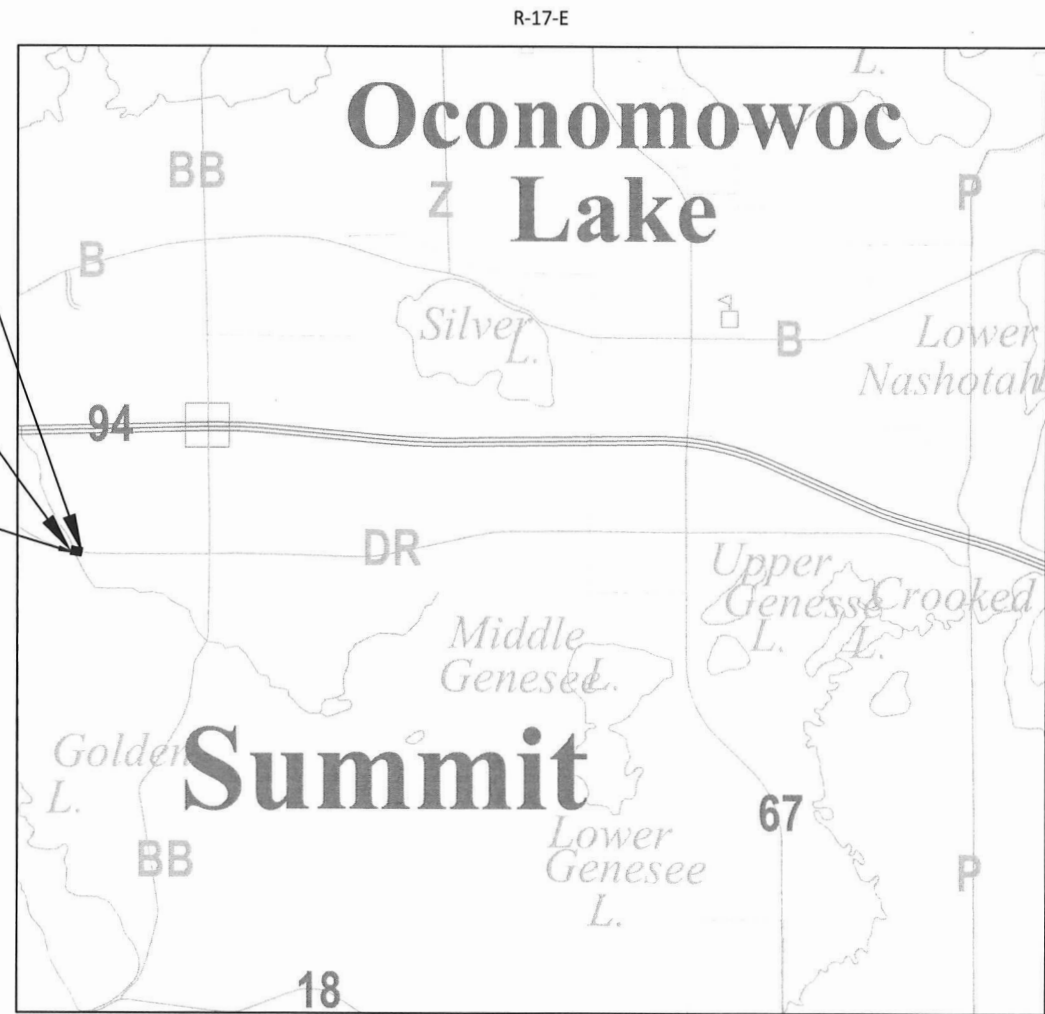 R-17-E
L.
Oconomowoc
Lake
BB
Z
P
B
Silver
L.
B
Lower
Nashotah
94
DR
Upper
Genesse
L.
Crooked
L.
Middle
Genesee
L.
Golden
L.
Summit
67
Lower
Genesee
L.
BB
P
18